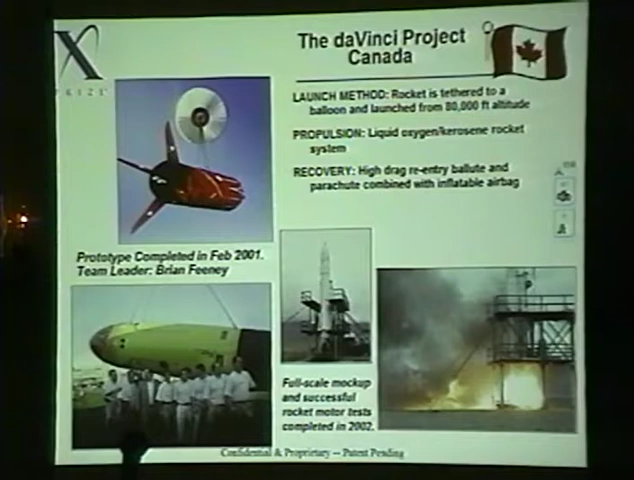 X
PRIZE
The daVinci Project
Canada
LAUNCH METHOD: Rocket is tethered to a
balloon and launched from 80,000 ft altitude
PROPULSION: Liquid oxygen/kerosene rocket
system
RECOVERY: High drag re-entry ballute and
parachute combined with inflatable airbag
Prototype Completed in Feb 2001.
Team Leader: Brian Feeney
Full-scale mockup
and successful
rocket motor tests
completed in 2002.
Confidential & Proprietary -- Patent Pending